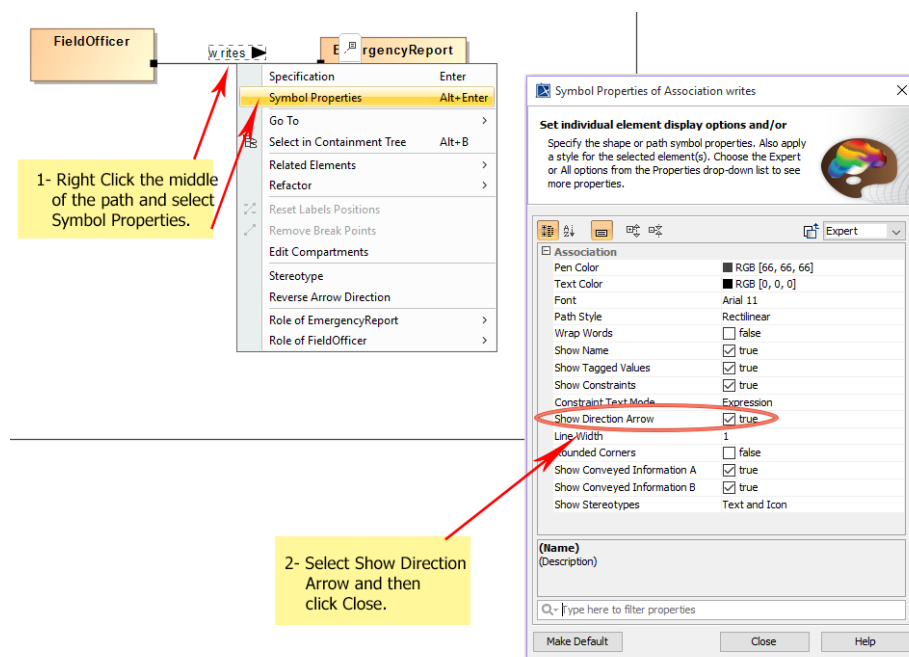 FieldOfficer
writes
EmergencyReport
Specification Enter
Symbol Properties Alt+Enter
Go To
Select in Containment Tree Alt+B
Related Elements
Refactor
Reset Labels Positions
Remove Break Points
Edit Compartments
Stereotype
Reverse Arrow Direction
Role of EmergencyReport
Role of FieldOfficer
1- Right Click the middle
of the path and select
Symbol Properties.
Symbol Properties of Association writes
Set individual element display options and/or
Specify the shape or path symbol properties. Also apply
a style for the selected element(s). Choose the Expert
or All options from the Properties drop-down list to see
more properties.
Expert
Association
Pen Color RGB [66, 66, 66]
Text Color RGB [0, 0, 0]
Font Arial 11
Path Style Rectilinear
Wrap Words false
Show Name true
Show Tagged Values true
Show Constraints true
Constraint Text Mode Expression
Show Direction Arrow true
Line Width 1
Rounded Corners false
Show Conveyed Information A true
Show Conveyed Information B true
Show Stereotypes Text and Icon
(Name)
(Description)
Type here to filter properties
Make Default Close Help
2- Select Show Direction
Arrow and then
click Close.